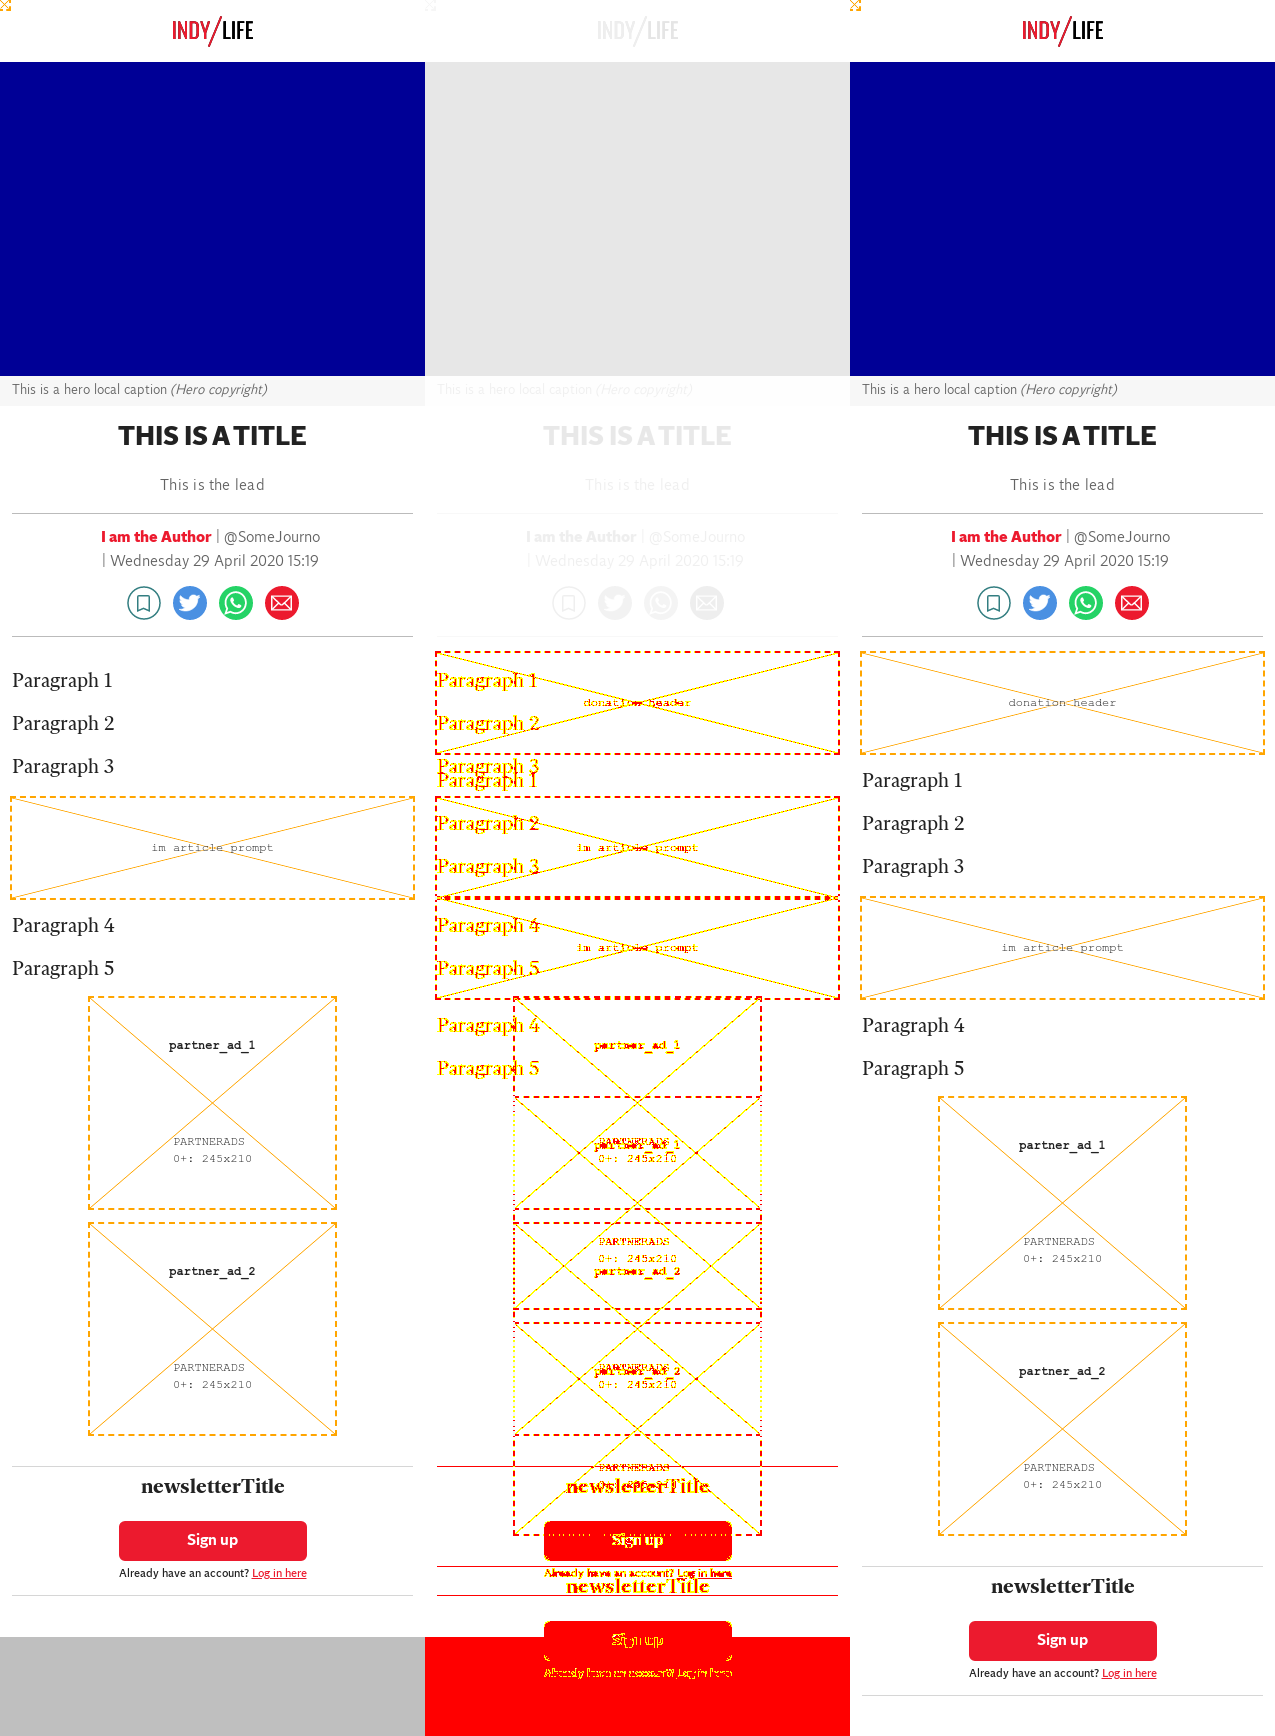 INDY/LIFE
This is a hero local caption (Hero copyright)
THIS IS A TITLE
This is the lead
I am the Author | @SomeJourno
| Wednesday 29 April 2020 15:19
Paragraph 1
Paragraph 2
Paragraph 3
im article prompt
Paragraph 4
Paragraph 5
partner_ad_1
PARTNERADS
0+: 245x210
partner_ad_2
PARTNERADS
0+: 245x210
newsletterTitle
Sign up
Already have an account? Log in here
INDY/LIFE
This is a hero local caption (Hero copyright)
THIS IS A TITLE
This is the lead
I am the Author | @SomeJourno
| Wednesday 29 April 2020 15:19
Paragraph 1
donation header
Paragraph 2
Paragraph 3
Paragraph 1
Paragraph 2
im article prompt
Paragraph 3
Paragraph 4
im article prompt
Paragraph 5
Paragraph 4
partner_ad_1
Paragraph 5
PARTNERADS
partner_ad_1
0+: 245x210
PARTNERADS
0+: 245x210
partner_ad_2
PARTNERADS
partner_ad_2
0+: 245x210
PARTNERADS
0+: 245x210
newsletterTitle
Sign up
Already have an account? Log in here
newsletterTitle
Sign up
Already have an account? Log in here
INDY/LIFE
This is a hero local caption (Hero copyright)
THIS IS A TITLE
This is the lead
I am the Author | @SomeJourno
| Wednesday 29 April 2020 15:19
donation header
Paragraph 1
Paragraph 2
Paragraph 3
im article prompt
Paragraph 4
Paragraph 5
partner_ad_1
PARTNERADS
0+: 245x210
partner_ad_2
PARTNERADS
0+: 245x210
newsletterTitle
Sign up
Already have an account? Log in here